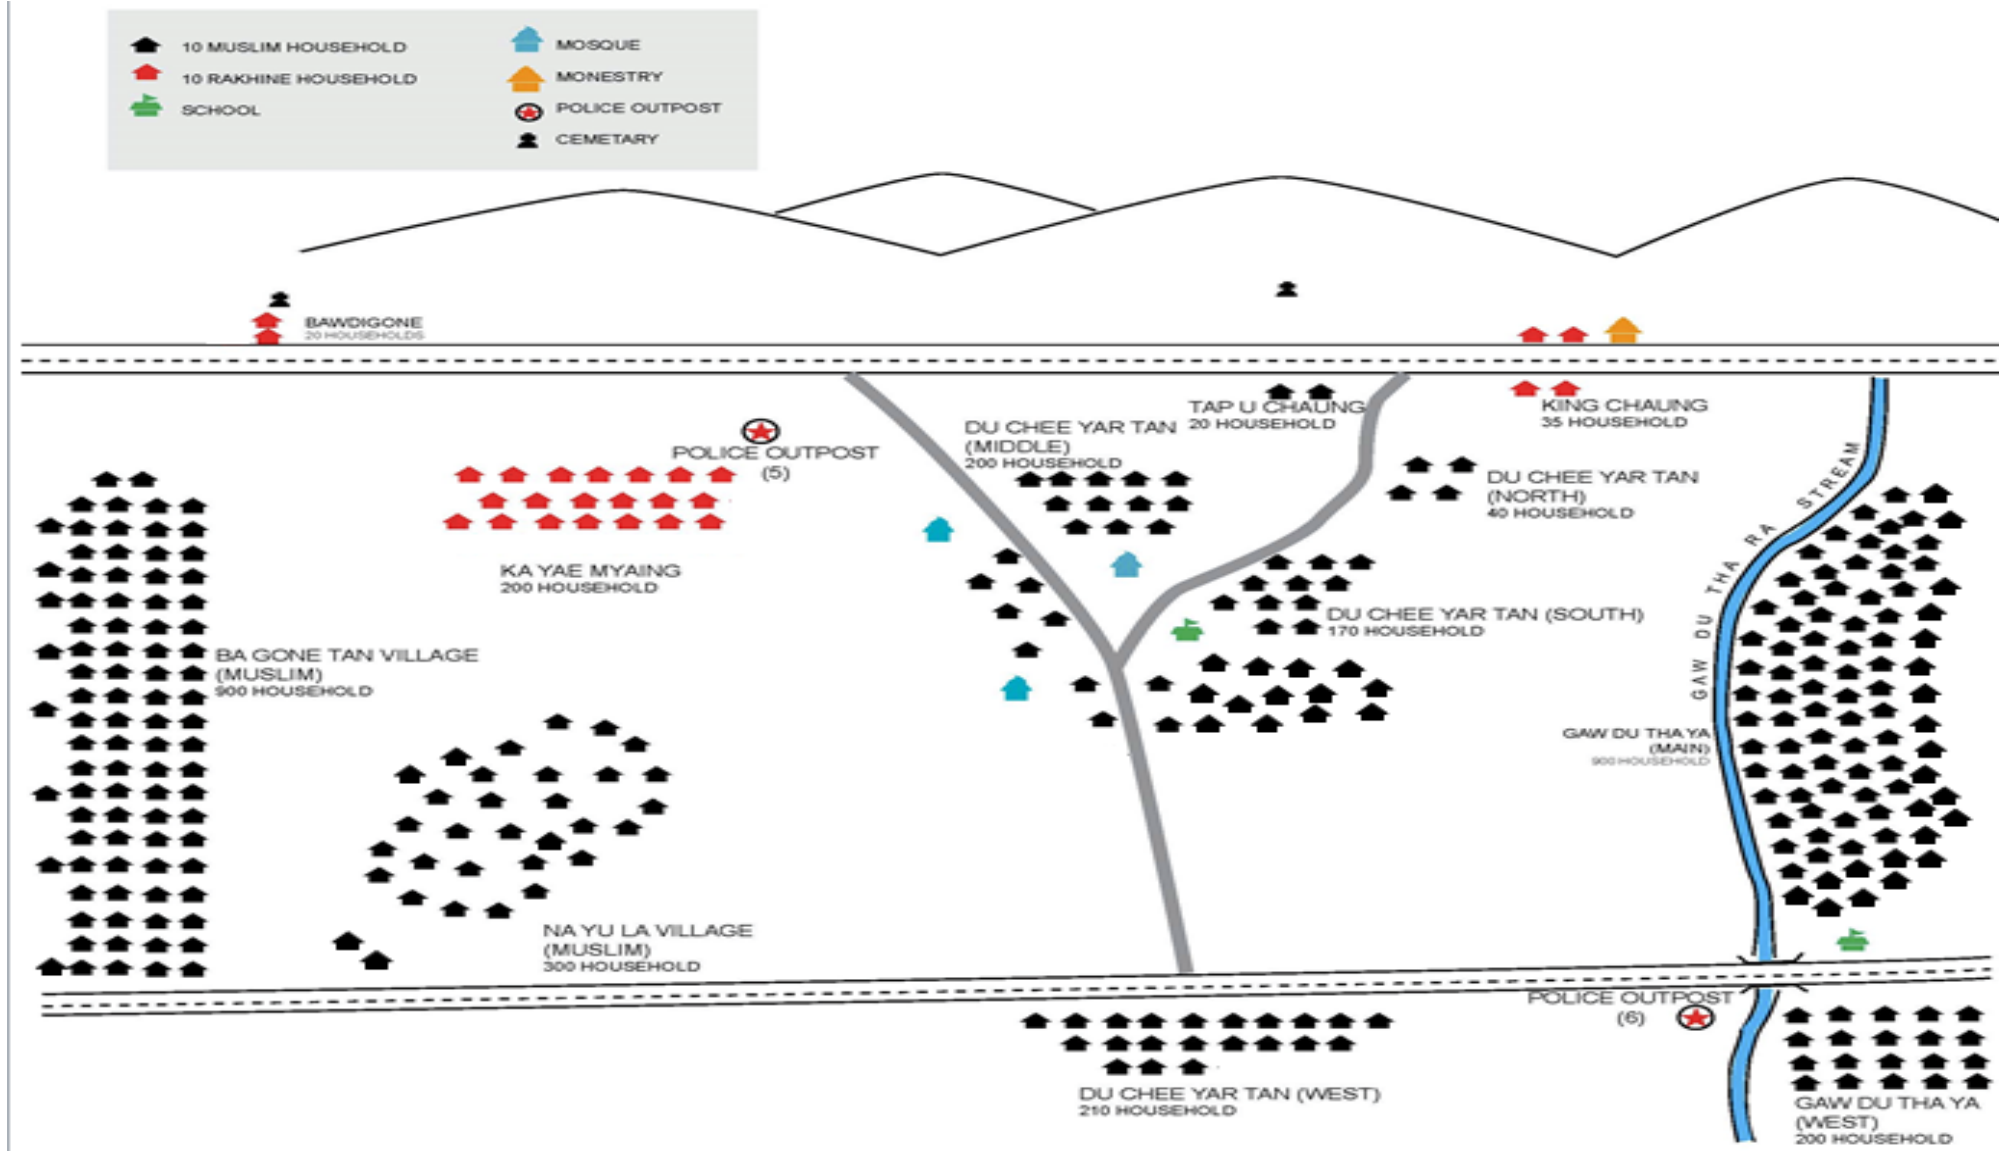 10 MUSLIM HOUSEHOLD
10 RAKHINE HOUSEHOLD
SCHOOL
MOSQUE
MONESTRY
POLICE OUTPOST
CEMETARY
BAWDIGONE
20 HOUSEHOLDS
POLICE OUTPOST
(5)
DU CHEE YAR TAN
(MIDDLE)
200 HOUSEHOLD
TAP U CHAUNG
20 HOUSEHOLD
KING CHAUNG
35 HOUSEHOLD
DU CHEE YAR TAN
(NORTH)
40 HOUSEHOLD
GAW DU THA RA STREAM
KA YAE MYAING
200 HOUSEHOLD
DU CHEE YAR TAN (SOUTH)
170 HOUSEHOLD
BA GONE TAN VILLAGE
(MUSLIM)
900 HOUSEHOLD
GAW DU THA YA
(MAIN)
900 HOUSEHOLD
NA YU LA VILLAGE
(MUSLIM)
300 HOUSEHOLD
POLICE OUTPOST
(6)
DU CHEE YAR TAN (WEST)
210 HOUSEHOLD
GAW DU THA YA
(WEST)
200 HOUSEHOLD